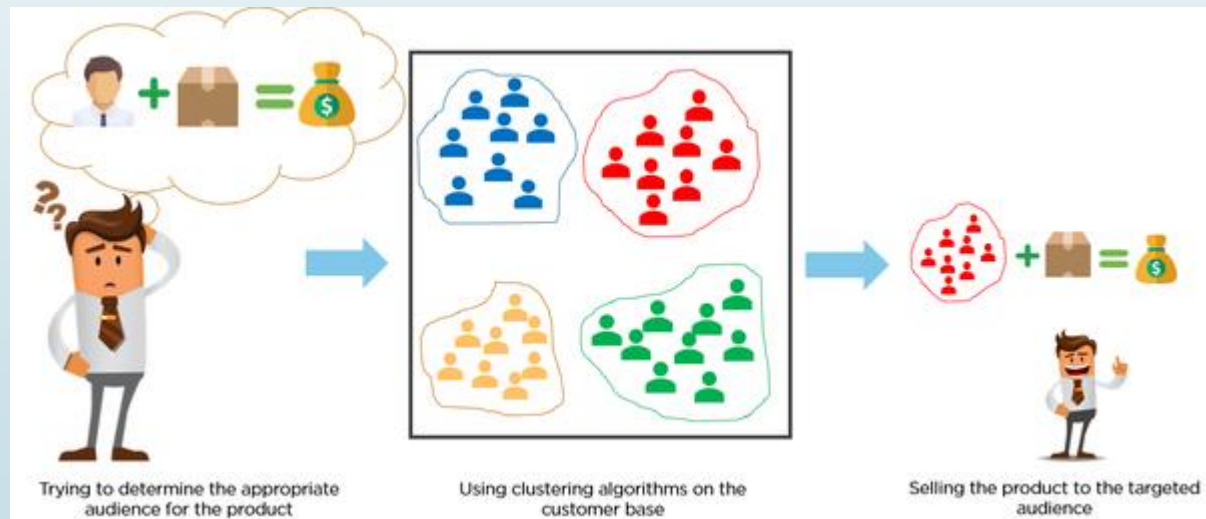 $
??
$
Trying to determine the appropriate
audience for the product
Using clustering algorithms on the
customer base
Selling the product to the targeted
audience